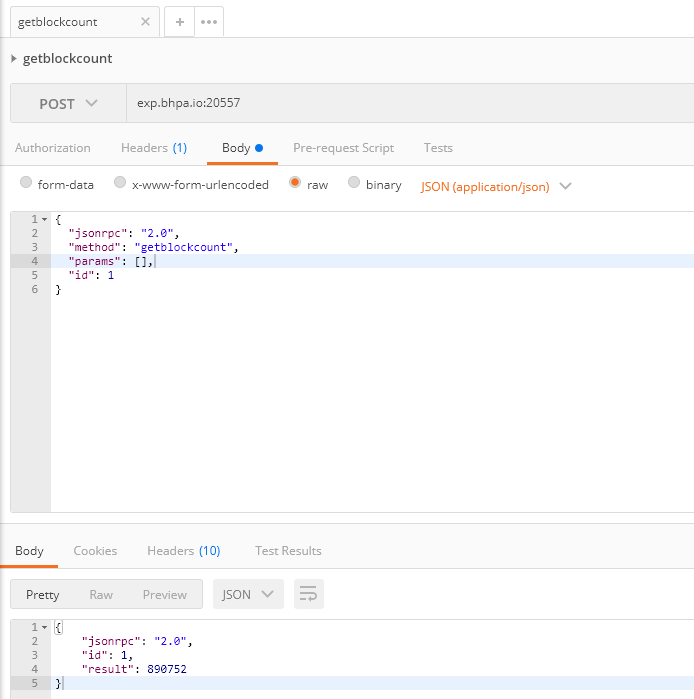 getblockcount
getblockcount
POST exp.bhpa.io:20557
Authorization Headers (1) Body Pre-request Script Tests
form-data x-www-form-urlencoded raw binary JSON (application/json)
1 {
2 "jsonrpc": "2.0",
3 "method": "getblockcount",
4 "params": [],
5 "id": 1
6 }
Body Cookies Headers (10) Test Results
Pretty Raw Preview JSON
1 {
2 "jsonrpc": "2.0",
3 "id": 1,
4 "result": 890752
5 }